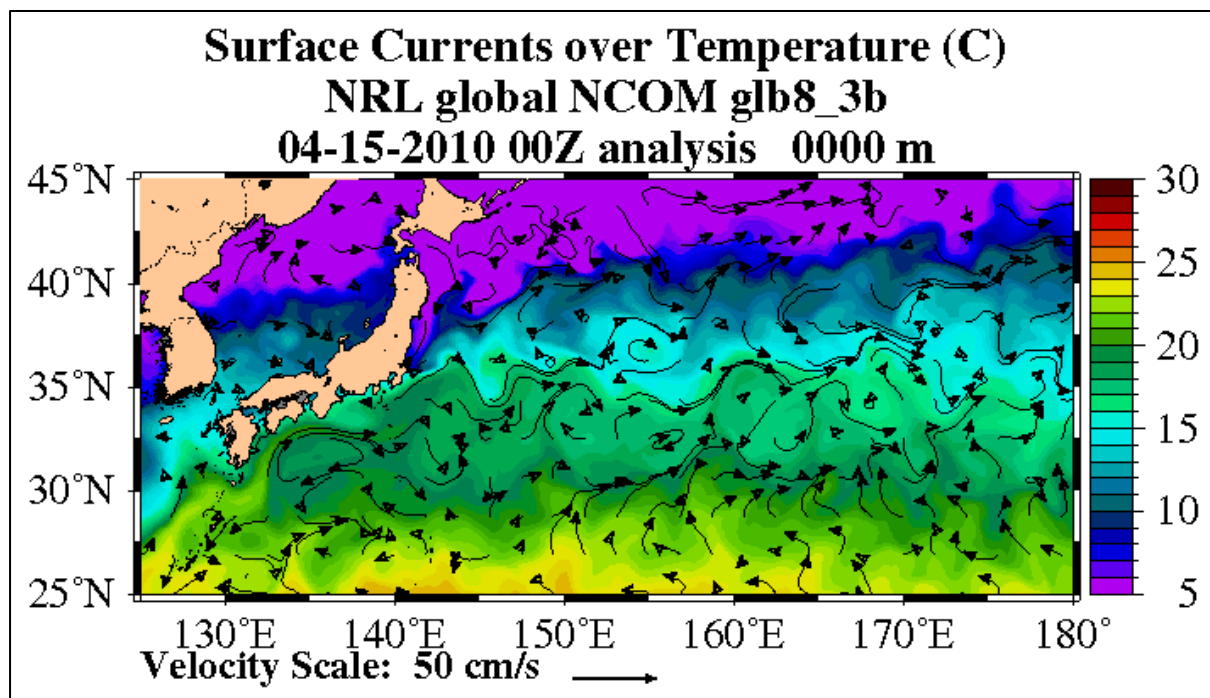 Surface Currents over Temperature (C)
NRL global NCOM glb8_3b
04-15-2010 00Z analysis 0000 m
45°N
40°N
35°N
30°N
25°N
130°E 140°E 150°E 160°E 170°E 180°
30
25
20
15
10
5
Velocity Scale: 50 cm/s